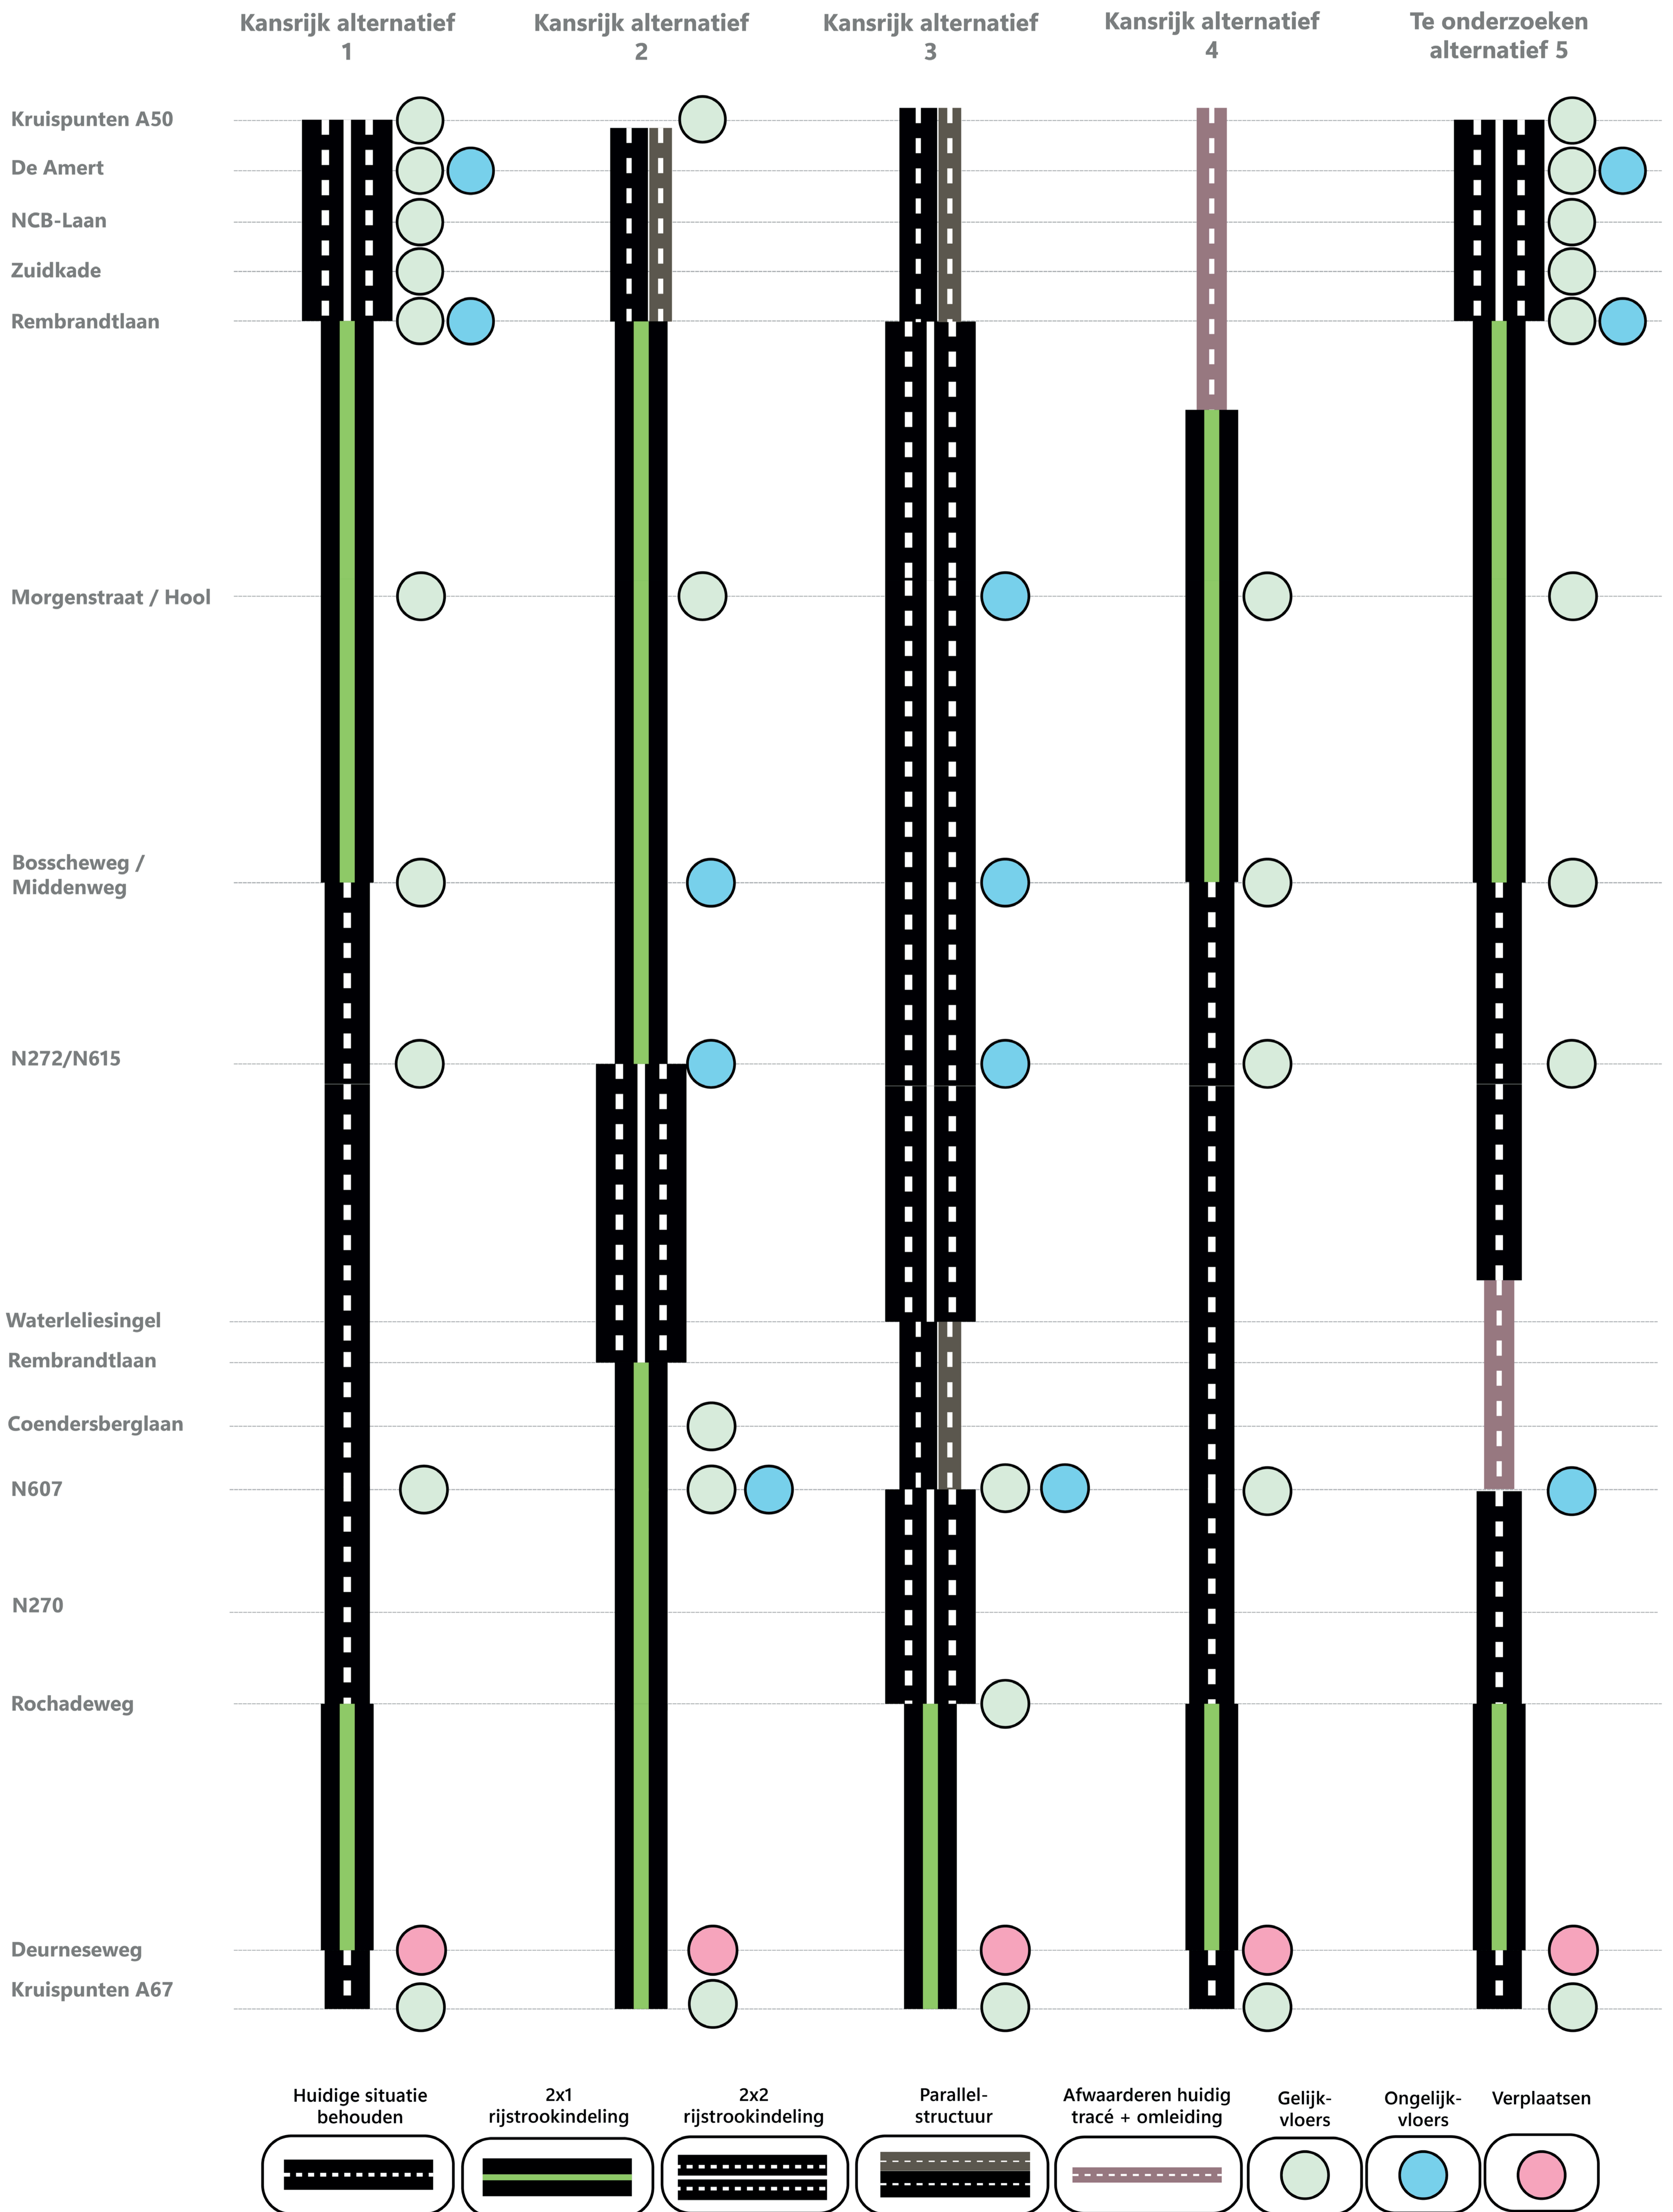 Kansrijk alternatief
1
Kansrijk alternatief
2
Kansrijk alternatief
3
Kansrijk alternatief
4
Te onderzoeken
alternatief 5
Kruispunten A50
De Amert
NCB-Laan
Zuidkade
Rembrandtlaan
Morgenstraat / Hool
Bosscheweg /
Middenweg
N272/N615
Waterleliesingel
Rembrandtlaan
Coendersberglaan
N607
N270
Rochadeweg
Deurneseweg
Kruispunten A67
Huidige situatie
behouden
2x1
rijstrookindeling
2x2
rijstrookindeling
Parallel-
structuur
Afwaarderen huidig
tracé + omleiding
Gelijk-
vloers
Ongelijk-
vloers
Verplaatsen